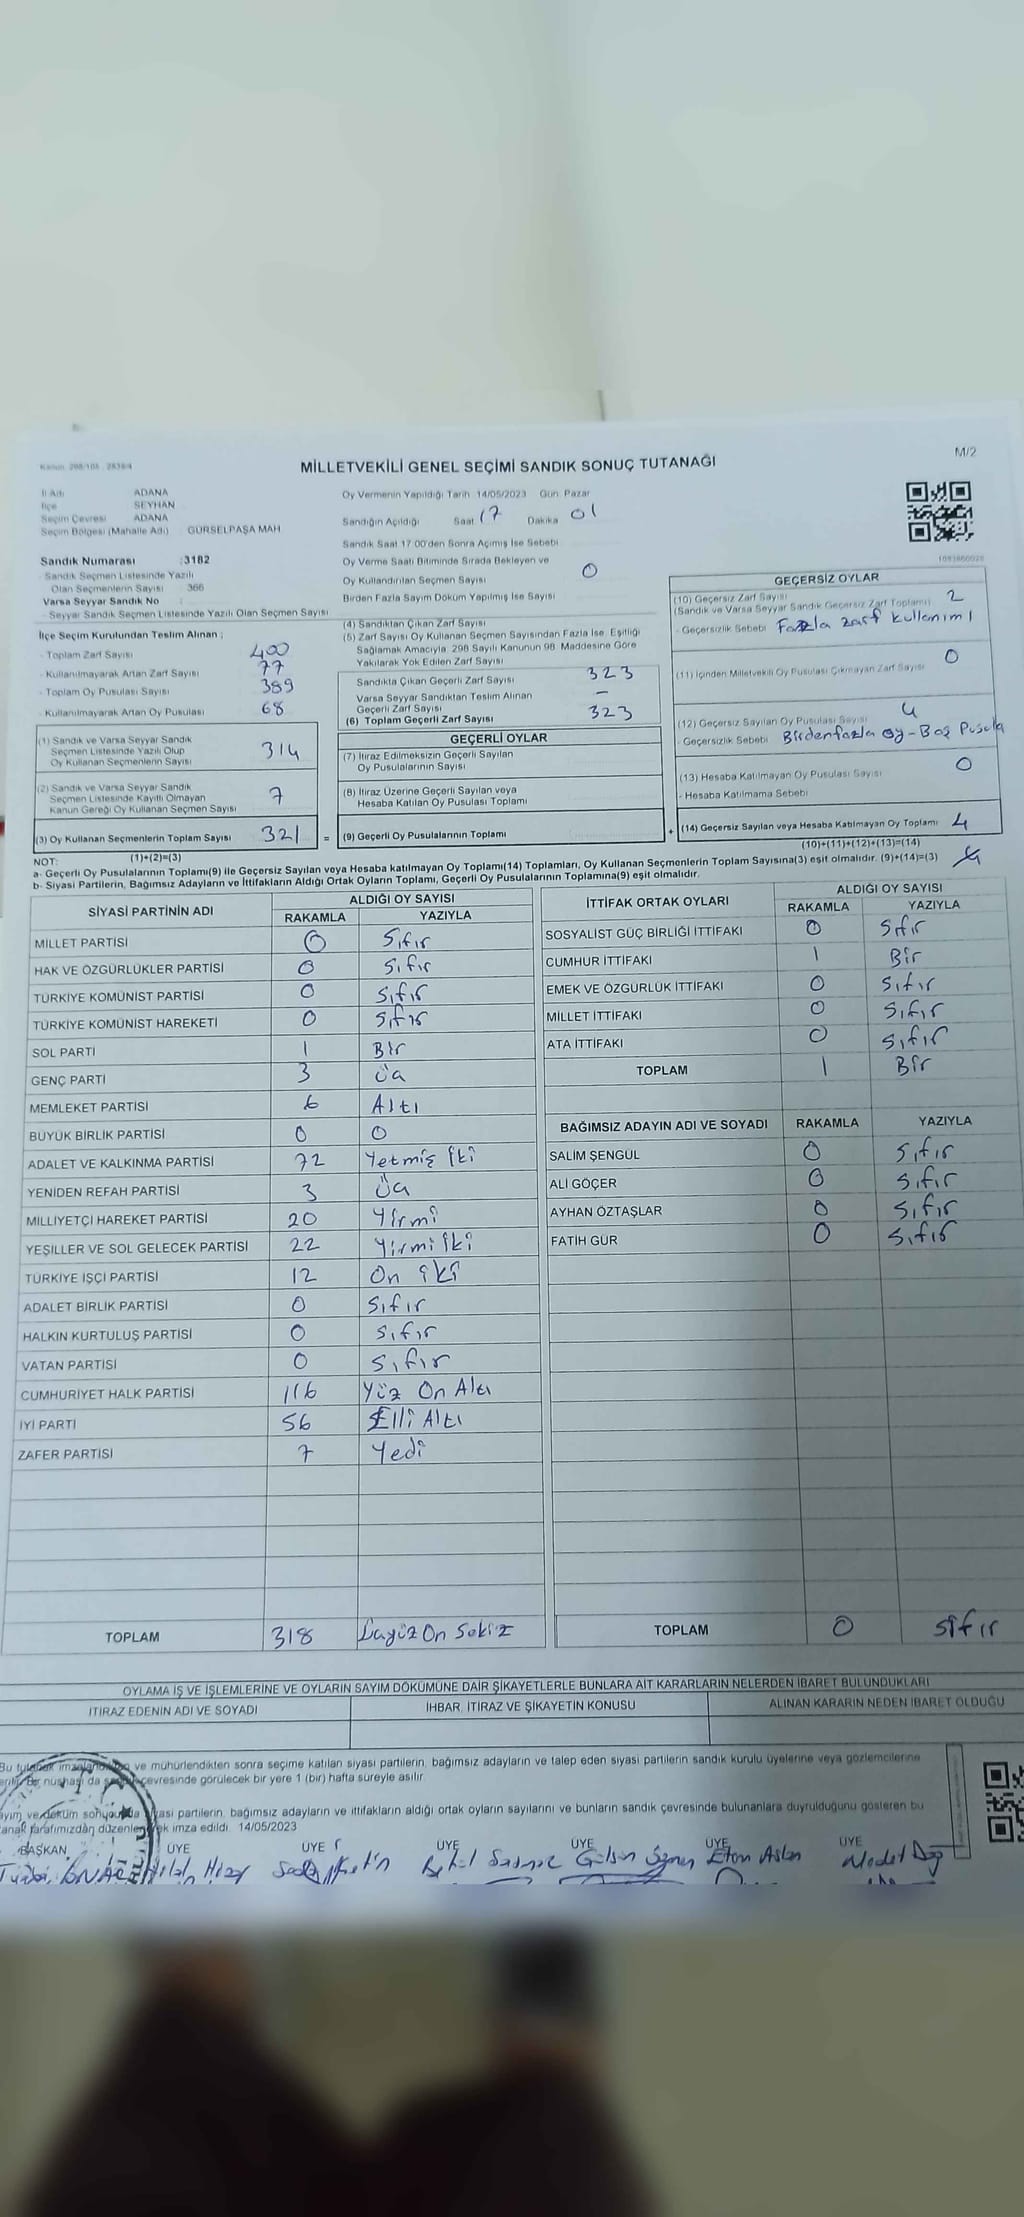 Kanun: 298/105 - 2839/4
MİLLETVEKİLİ GENEL SEÇİMİ SANDIK SONUÇ TUTANAĞI
M/2
İl Adı ADANA
İlçe SEYHAN
Seçim Çevresi ADANA
Seçim Bölgesi (Mahalle Adı) GÜRSELPAŞA MAH
Sandık Numarası :3182
Sandık Seçmen Listesinde Yazılı
Olan Seçmenlerin Sayısı 366
Varsa Seyyar Sandık No
- Seyyar Sandık Seçmen Listesinde Yazılı Olan Seçmen Sayısı
İlçe Seçim Kurulundan Teslim Alınan ;
- Toplam Zarf Sayısı 400
- Kullanılmayarak Artan Zarf Sayısı 77
- Toplam Oy Pusulası Sayısı 389
- Kullanılmayarak Artan Oy Pusulası 68
(1) Sandık ve Varsa Seyyar Sandık
Seçmen Listesinde Yazılı Olup
Oy Kullanan Seçmenlerin Sayısı 314
(2) Sandık ve Varsa Seyyar Sandık
Seçmen Listesinde Kayıtlı Olmayan
Kanun Gereği Oy Kullanan Seçmen Sayısı 7
(3) Oy Kullanan Seçmenlerin Toplam Sayısı 321 =
(1)+(2)=(3)
Oy Vermenin Yapıldığı Tarih 14/05/2023 Gün: Pazar
Sandığın Açıldığı Saat 17 Dakika 01
Sandık Saat 17:00'den Sonra Açımış İse Sebebi
Oy Verme Saati Bitiminde Sırada Bekleyen ve
Oy Kullandırılan Seçmen Sayısı 0
Birden Fazla Sayım Döküm Yapılmış İse Sayısı
(4) Sandıktan Çıkan Zarf Sayısı
(5) Zarf Sayısı Oy Kullanan Seçmen Sayısından Fazla İse, Eşitliği
Sağlamak Amacıyla, 298 Sayılı Kanunun 98. Maddesine Göre
Yakılarak Yok Edilen Zarf Sayısı
Sandıkta Çıkan Geçerli Zarf Sayısı 323
Varsa Seyyar Sandıktan Teslim Alınan
Geçerli Zarf Sayısı -
(6) Toplam Geçerli Zarf Sayısı 323
GEÇERLİ OYLAR
(7) İtiraz Edilmeksizin Geçerli Sayılan
Oy Pusulalarının Sayısı
(8) İtiraz Üzerine Geçerli Sayılan veya
Hesaba Katılan Oy Pusulası Toplamı
(9) Geçerli Oy Pusulalarının Toplamı +
1093860028
GEÇERSİZ OYLAR
(10) Geçersiz Zarf Sayısı 2
(Sandık ve Varsa Seyyar Sandık Geçersiz Zarf Toplamı)
- Geçersizlik Sebebi Fazla zarf kullanımı
(11) İçinden Milletvekili Oy Pusulası Çıkmayan Zarf Sayısı 0
(12) Geçersiz Sayılan Oy Pusulası Sayısı 4
- Geçersizlik Sebebi Birdenfazla oy-Boş Pusula
(13) Hesaba Katılmayan Oy Pusulası Sayısı 0
- Hesaba Katılmama Sebebi
(14) Geçersiz Sayılan veya Hesaba Katılmayan Oy Toplamı 4
(10)+(11)+(12)+(13)=(14)
NOT:
a- Geçerli Oy Pusulalarının Toplamı(9) ile Geçersiz Sayılan veya Hesaba katılmayan Oy Toplamı(14) Toplamları, Oy Kullanan Seçmenlerin Toplam Sayısına(3) eşit olmalıdır. (9)+(14)=(3)
b- Siyasi Partilerin, Bağımsız Adayların ve İttifakların Aldığı Ortak Oyların Toplamı, Geçerli Oy Pusulalarının Toplamına(9) eşit olmalıdır.
SİYASİ PARTİNİN ADI ALDIĞI OY SAYISI
RAKAMLA YAZIYLA
MİLLET PARTİSİ 0 Sıfır
HAK VE ÖZGÜRLÜKLER PARTİSİ 0 Sıfır
TÜRKİYE KOMÜNİST PARTİSİ 0 Sıfır
TÜRKİYE KOMÜNİST HAREKETİ 0 Sıfır
SOL PARTİ 1 Bir
GENÇ PARTİ 3 Üç
MEMLEKET PARTİSİ 6 Altı
BÜYÜK BİRLİK PARTİSİ 0 0
ADALET VE KALKINMA PARTİSİ 72 Yetmiş İki
YENİDEN REFAH PARTİSİ 3 Üç
MİLLİYETÇİ HAREKET PARTİSİ 20 Yirmi
YEŞİLLER VE SOL GELECEK PARTİSİ 22 Yirmi iki
TÜRKİYE İŞÇİ PARTİSİ 12 On iki
ADALET BİRLİK PARTİSİ 0 Sıfır
HALKIN KURTULUŞ PARTİSİ 0 Sıfır
VATAN PARTİSİ 0 Sıfır
CUMHURİYET HALK PARTİSİ 116 Yüz On Altı
İYİ PARTİ 56 Elli Altı
ZAFER PARTİSİ 7 Yedi
TOPLAM 318 Üçyüz On Sekiz
İTTİFAK ORTAK OYLARI ALDIĞI OY SAYISI
RAKAMLA YAZIYLA
SOSYALİST GÜÇ BİRLİĞİ İTTİFAKI 0 Sıfır
CUMHUR İTTİFAKI 1 Bir
EMEK VE ÖZGÜRLÜK İTTİFAKI 0 Sıfır
MİLLET İTTİFAKI 0 Sıfır
ATA İTTİFAKI 0 Sıfır
TOPLAM 1 Bir
BAĞIMSIZ ADAYIN ADI VE SOYADI RAKAMLA YAZIYLA
SALİM ŞENGUL 0 Sıfır
ALİ GÖÇER 0 Sıfır
AYHAN ÖZTAŞLAR 0 Sıfır
FATİH GÜR 0 Sıfır
TOPLAM 0 Sıfır
OYLAMA İŞ VE İŞLEMLERİNE VE OYLARIN SAYIM DÖKÜMÜNE DAİR ŞİKAYETLERLE BUNLARA AİT KARARLARIN NELERDEN İBARET BULUNDUKLARI
İTİRAZ EDENİN ADI VE SOYADI İHBAR, İTİRAZ VE ŞİKAYETİN KONUSU ALINAN KARARIN NEDEN İBARET OLDUĞU
Bu ve mühürlendikten sonra seçime katılan siyasi partilerin, bağımsız adayların ve talep eden siyasi partilerin sandık kurulu üyelerine veya gözlemcilerine
Bir nüshası da çevresinde görülecek bir yere 1 (bir) hafta süreyle asılır.
siyasi partilerin, bağımsız adayların ve ittifakların aldığı ortak oyların sayılarını ve bunların sandık çevresinde bulunanlara duyrulduğunu gösteren bu
tarafımızdan imza edildi. 14/05/2023
BAŞKAN ÜYE ÜYE ÜYE ÜYE ÜYE ÜYE